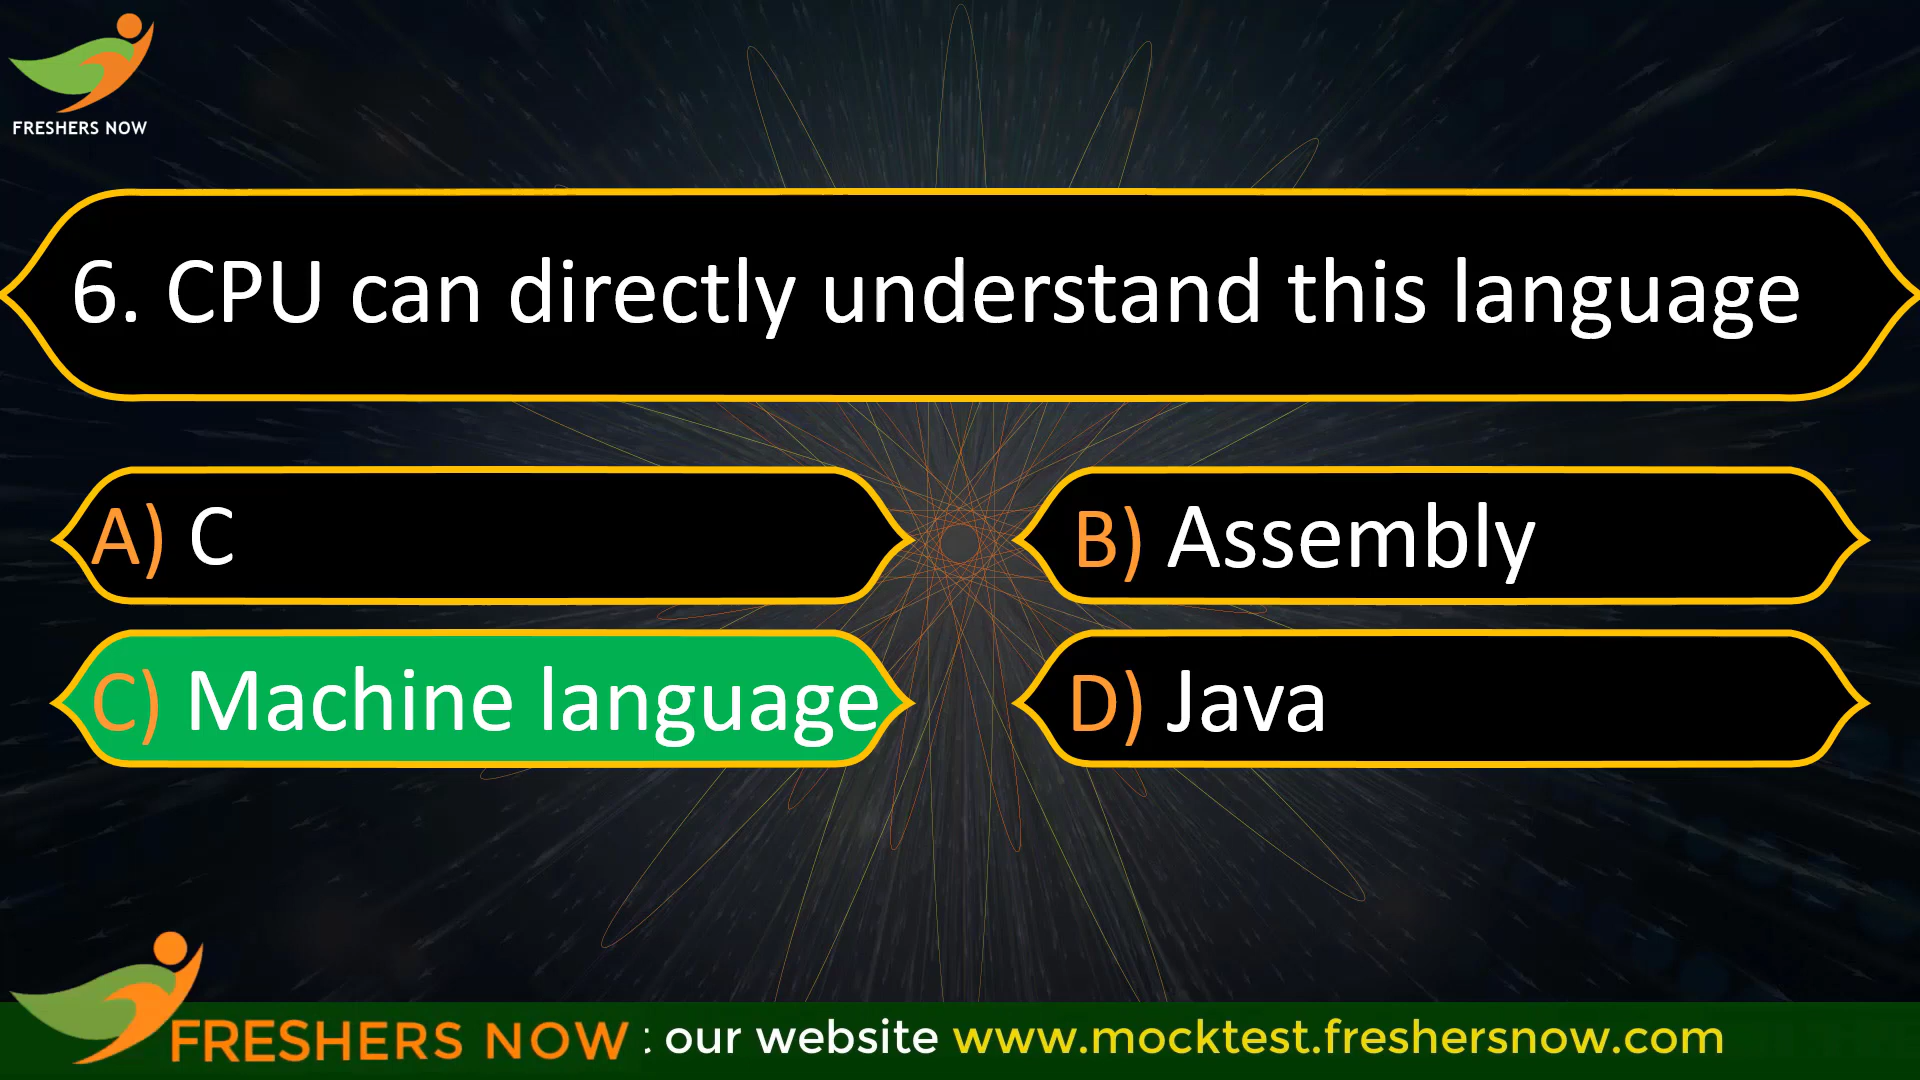 FRESHERS NOW
6. CPU can directly understand this language
A) C
B) Assembly
C) Machine language
D) Java
FRESHERS NOW : our website www.mocktest.freshersnow.com